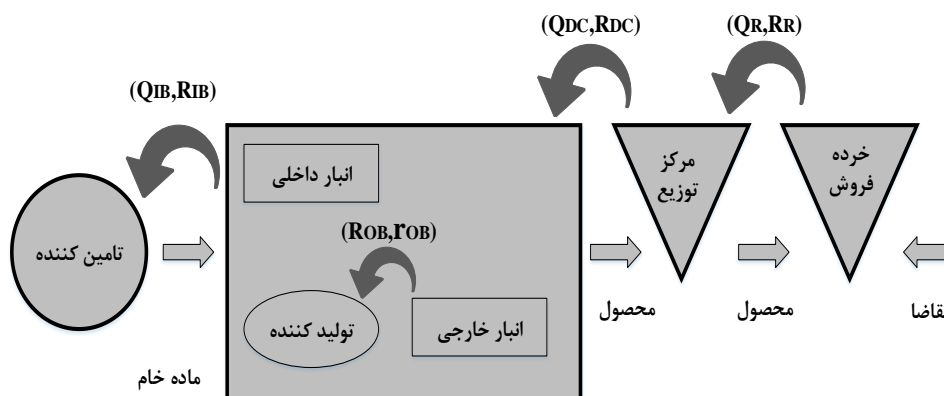 (QDC,RDC)
(QR,RR)
(QIB,RIB)
انبار داخلی
مرکز
توزیع
خرده
فروش
تامین کننده
(ROB,rOB)
تولید کننده
انبار خارجی
محصول
محصول
قاضا
ماده خام